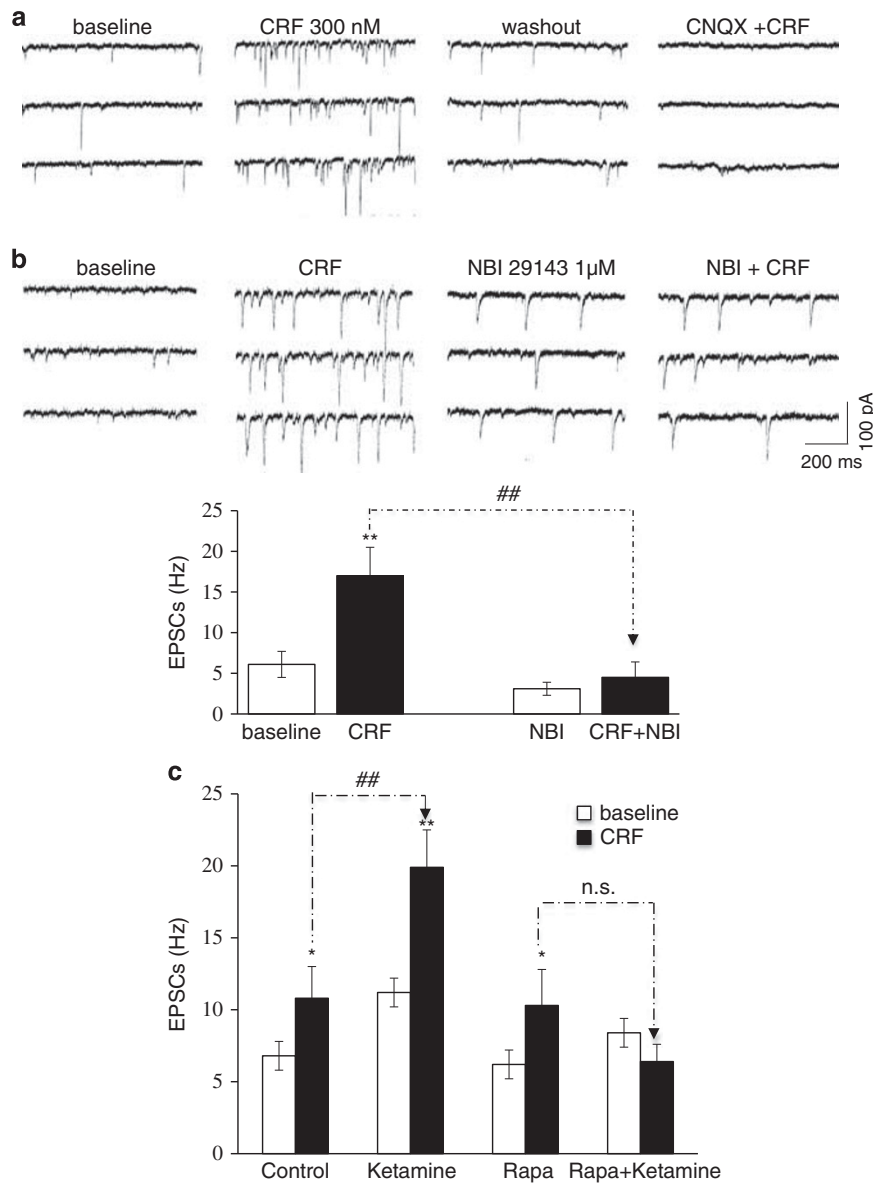 a
baseline CRF 300 nM washout CNQX +CRF
b
baseline CRF NBI 29143 1µM NBI + CRF
100 pA
200 ms
##
25
20
15
10
5
0
EPSCs (Hz)
**
baseline CRF NBI CRF+NBI
c
##
25
20
15
10
5
0
EPSCs (Hz)
baseline
CRF
**
n.s.
*
*
Control Ketamine Rapa Rapa+Ketamine